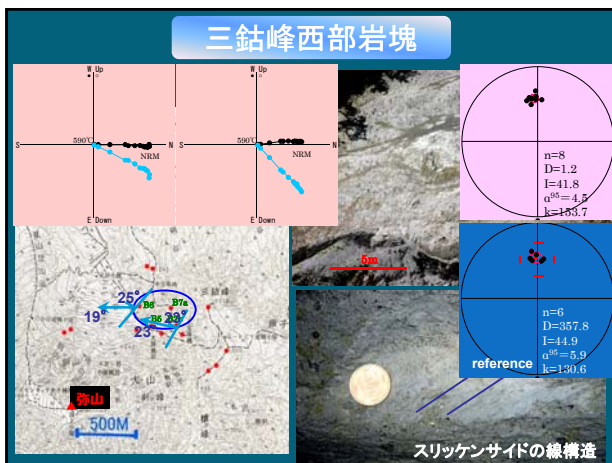 三鈷峰西部岩塊
W Up
S
590℃
N
NRM
E Down
W Up
S
590℃
N
NRM
E Down
n=8
D=1.2
I=41.8
α95=4.5
k=153.7
5m
n=6
D=357.8
I=44.9
α95=5.9
k=130.6
reference
25°
19°
23°
B6
B7a
B5
弥山
大山
500M
スリッケンサイドの線構造